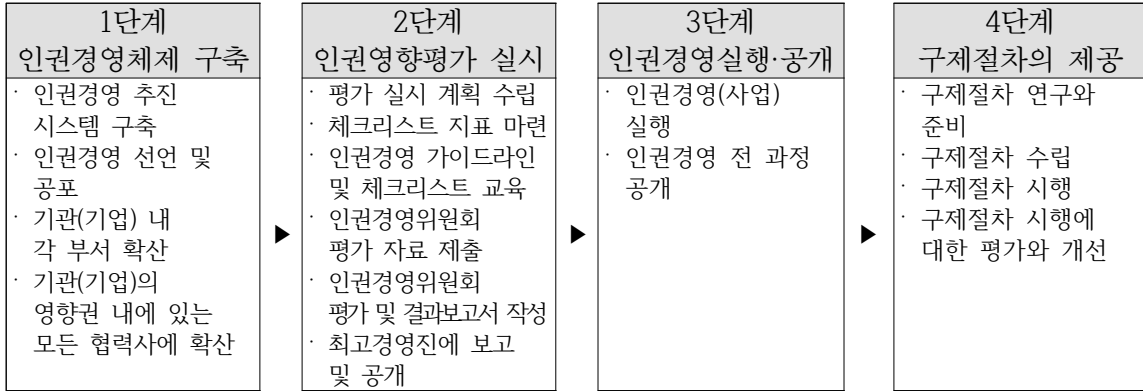 1단계
인권경영체제 구축
· 인권경영 추진
시스템 구축
· 인권경영 선언 및
공포
· 기관(기업) 내
각 부서 확산
· 기관(기업)의
영향권 내에 있는
모든 협력사에 확산
▶
2단계
인권영향평가 실시
· 평가 실시 계획 수립
· 체크리스트 지표 마련
· 인권경영 가이드라인
및 체크리스트 교육
· 인권경영위원회
평가 자료 제출
· 인권경영위원회
평가 및 결과보고서 작성
· 최고경영진에 보고
및 공개
▶
3단계
인권경영실행·공개
· 인권경영(사업)
실행
· 인권경영 전 과정
공개
▶
4단계
구제절차의 제공
· 구제절차 연구와
준비
· 구제절차 수립
· 구제절차 시행
· 구제절차 시행에
대한 평가와 개선